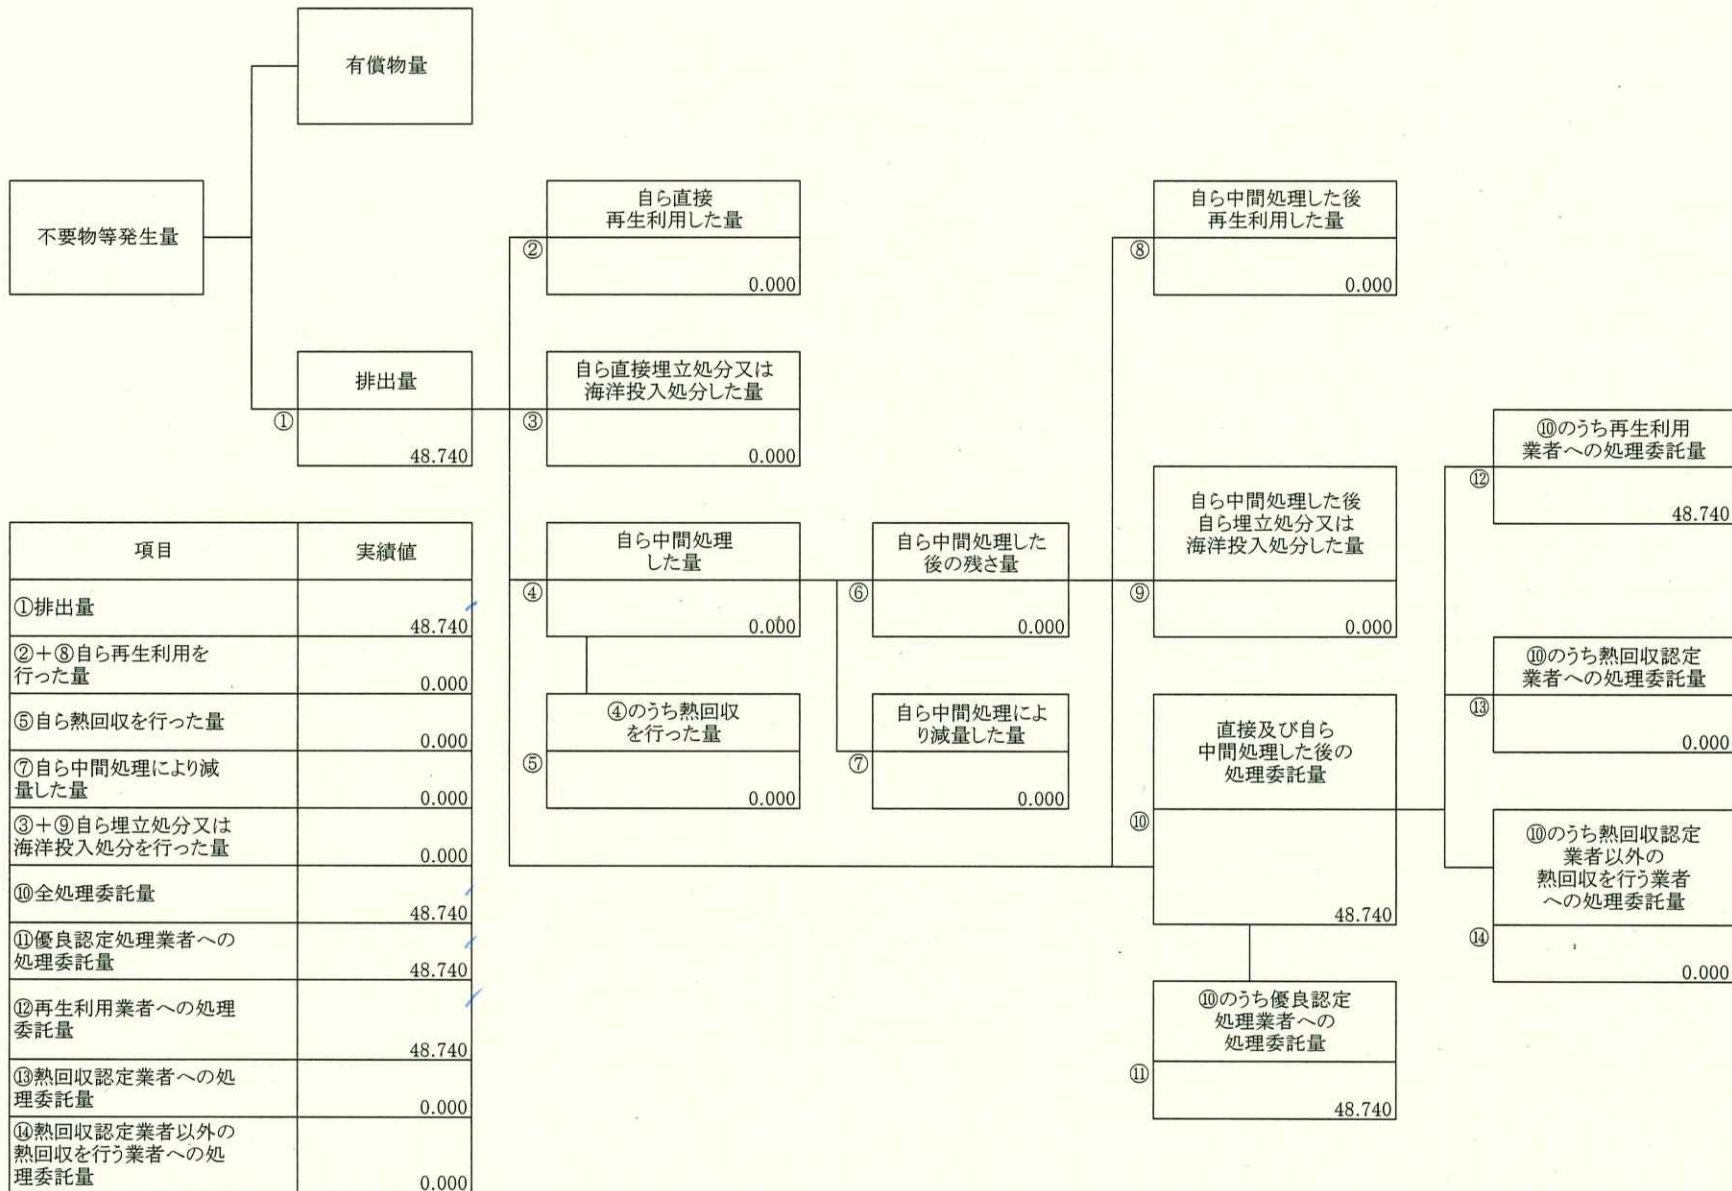 有償物量
不要物等発生量
排出量
①
48.740
自ら直接
再生利用した量
②
0.000
自ら直接埋立処分又は
海洋投入処分した量
③
0.000
自ら中間処理
した量
④
0.000
④のうち熱回収
を行った量
⑤
0.000
自ら中間処理した
後の残さ量
⑥
0.000
自ら中間処理によ
り減量した量
⑦
0.000
自ら中間処理した後
再生利用した量
⑧
0.000
自ら中間処理した後
自ら埋立処分又は
海洋投入処分した量
⑨
0.000
直接及び自ら
中間処理した後の
処理委託量
⑩
48.740
⑩のうち優良認定
処理業者への
処理委託量
⑪
48.740
⑩のうち再生利用
業者への処理委託量
⑫
48.740
⑩のうち熱回収認定
業者への処理委託量
⑬
0.000
⑩のうち熱回収認定
業者以外の
熱回収を行う業者
への処理委託量
⑭
0.000
項目 実績値
①排出量
48.740
②+⑧自ら再生利用を
行った量
0.000
⑤自ら熱回収を行った量
0.000
⑦自ら中間処理により減
量した量
0.000
③+⑨自ら埋立処分又は
海洋投入処分を行った量
0.000
⑩全処理委託量
48.740
⑪優良認定処理業者への
処理委託量
48.740
⑫再生利用業者への処理
委託量
48.740
⑬熱回収認定業者への処
理委託量
0.000
⑭熱回収認定業者以外の
熱回収を行う業者への処
理委託量
0.000